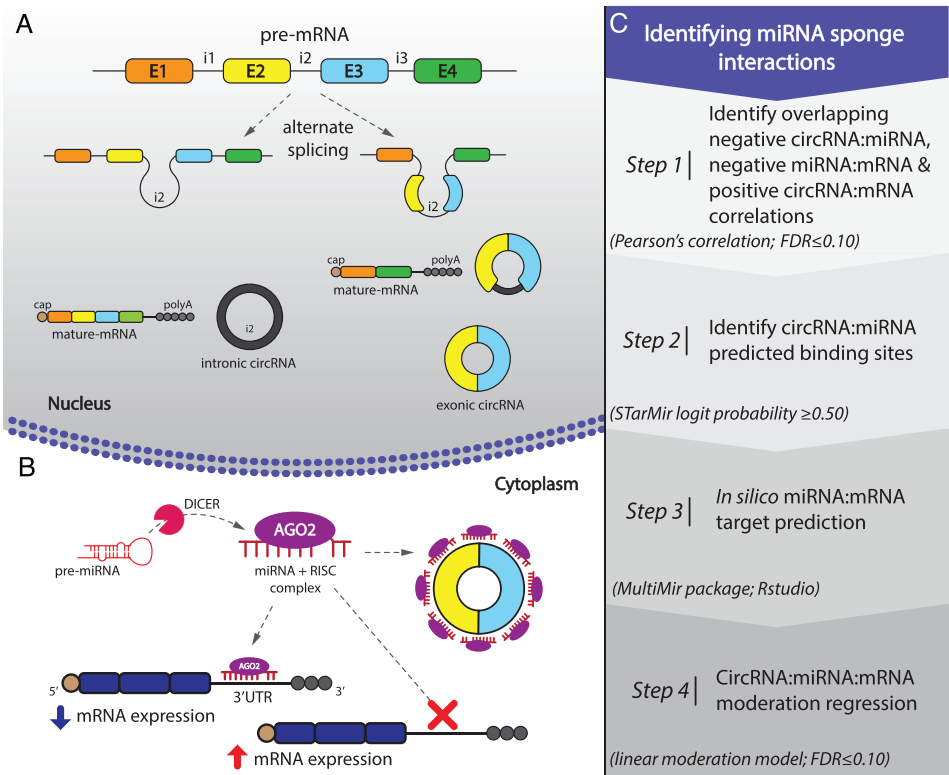 A
pre-mRNA
E1
i1
E2
i2
E3
i3
E4
alternate
splicing
i2
i2
cap
polyA
mature-mRNA
cap
polyA
mature-mRNA
i2
intronic circRNA
exonic circRNA
Nucleus
B
Cytoplasm
DICER
pre-miRNA
AGO2
miRNA + RISC
complex
AGO2
5'
3'UTR
3'
mRNA expression
mRNA expression
C
Identifying miRNA sponge
interactions
Step 1
Identify overlapping
negative circRNA:miRNA,
negative miRNA:mRNA &
positive circRNA:mRNA
correlations
(Pearson's correlation; FDR≤0.10)
Step 2
Identify circRNA:miRNA
predicted binding sites
(STarMir logit probability ≥0.50)
Step 3
In silico miRNA:mRNA
target prediction
(MultiMir package; Rstudio)
Step 4
CircRNA:miRNA:mRNA
moderation regression
(linear moderation model; FDR≤0.10)